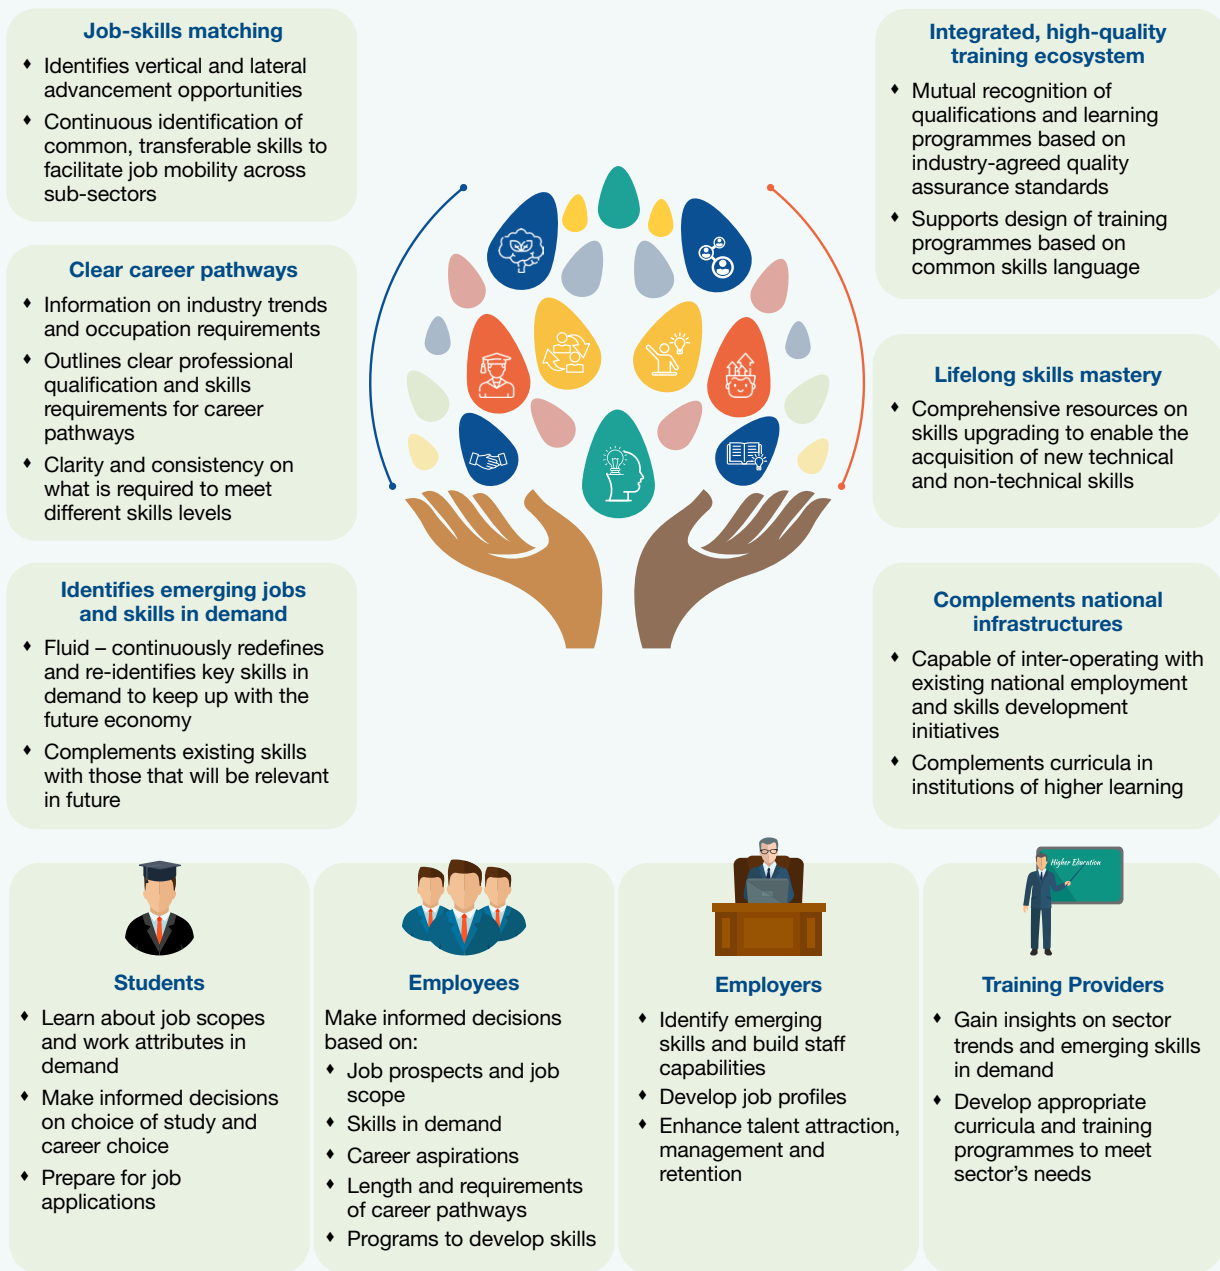 Job-skills matching
♦ Identifies vertical and lateral
advancement opportunities
♦ Continuous identification of
common, transferable skills to
facilitate job mobility across
sub-sectors
Clear career pathways
♦ Information on industry trends
and occupation requirements
♦ Outlines clear professional
qualification and skills
requirements for career
pathways
♦ Clarity and consistency on
what is required to meet
different skills levels
Identifies emerging jobs
and skills in demand
♦ Fluid – continuously redefines
and re-identifies key skills in
demand to keep up with the
future economy
♦ Complements existing skills
with those that will be relevant
in future
Integrated, high-quality
training ecosystem
♦ Mutual recognition of
qualifications and learning
programmes based on
industry-agreed quality
assurance standards
♦ Supports design of training
programmes based on
common skills language
Lifelong skills mastery
♦ Comprehensive resources on
skills upgrading to enable the
acquisition of new technical
and non-technical skills
Complements national
infrastructures
♦ Capable of inter-operating with
existing national employment
and skills development
initiatives
♦ Complements curricula in
institutions of higher learning
Students
♦ Learn about job scopes
and work attributes in
demand
♦ Make informed decisions
on choice of study and
career choice
♦ Prepare for job
applications
Employees
Make informed decisions
based on:
♦ Job prospects and job
scope
♦ Skills in demand
♦ Career aspirations
♦ Length and requirements
of career pathways
♦ Programs to develop skills
Employers
♦ Identify emerging
skills and build staff
capabilities
♦ Develop job profiles
♦ Enhance talent attraction,
management and
retention
Higher Education
Training Providers
♦ Gain insights on sector
trends and emerging skills
in demand
♦ Develop appropriate
curricula and training
programmes to meet
sector's needs